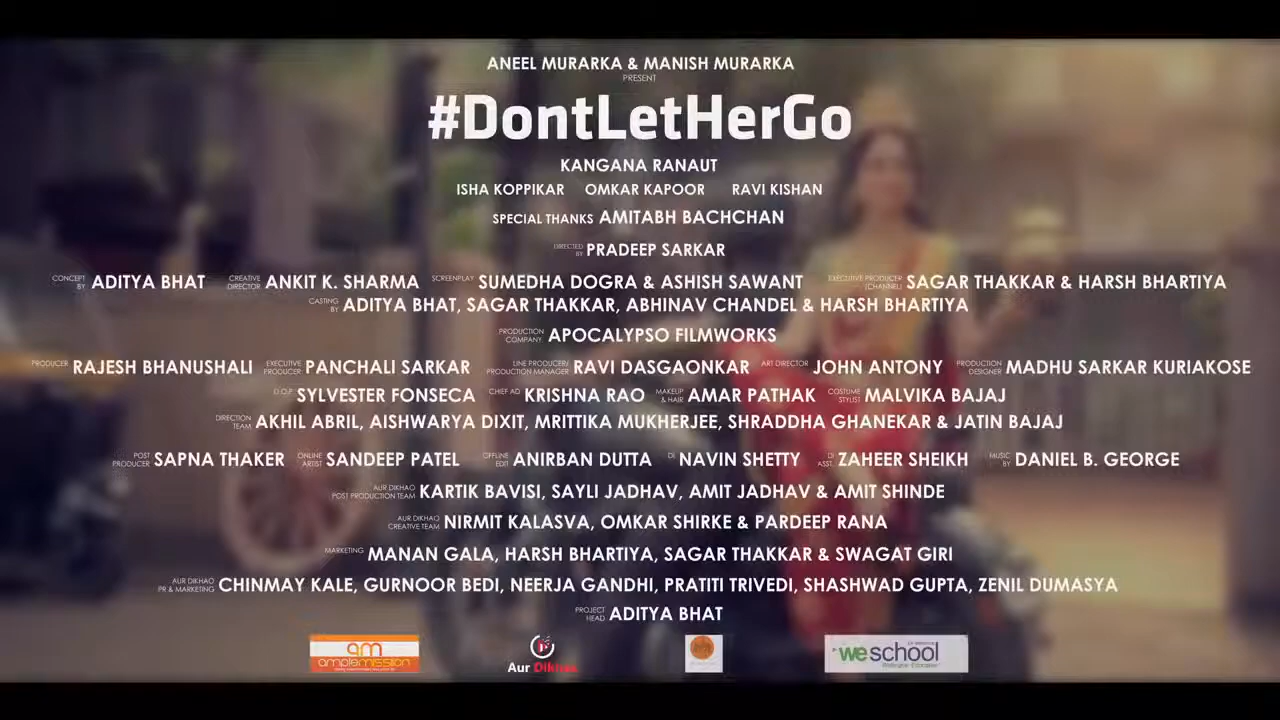 ANEEL MURARKA & MANISH MURARKA
PRESENT
#DontLetHerGo
KANGANA RANAUT
ISHA KOPPIKAR OMKAR KAPOOR RAVI KISHAN
SPECIAL THANKS AMITABH BACHCHAN
DIRECTED BY PRADEEP SARKAR
CONCEPT BY ADITYA BHAT CREATIVE DIRECTOR ANKIT K. SHARMA SCREENPLAY SUMEDHA DOGRA & ASHISH SAWANT EXECUTIVE PRODUCER (CHANNEL) SAGAR THAKKAR & HARSH BHARTIYA
CASTING BY ADITYA BHAT, SAGAR THAKKAR, ABHINAV CHANDEL & HARSH BHARTIYA
PRODUCTION COMPANY APOCALYPSO FILMWORKS
PRODUCER RAJESH BHANUSHALI EXECUTIVE PRODUCER PANCHALI SARKAR LINE PRODUCER/ PRODUCTION MANAGER RAVI DASGAONKAR ART DIRECTOR JOHN ANTONY PRODUCTION DESIGNER MADHU SARKAR KURIAKOSE
D.O.P SYLVESTER FONSECA CHIEF AD KRISHNA RAO MAKEUP & HAIR AMAR PATHAK COSTUME STYLIST MALVIKA BAJAJ
DIRECTION TEAM AKHIL ABRIL, AISHWARYA DIXIT, MRITTIKA MUKHERJEE, SHRADDHA GHANEKAR & JATIN BAJAJ
POST PRODUCER SAPNA THAKER ONLINE ARTIST SANDEEP PATEL OFFLINE EDIT ANIRBAN DUTTA DI NAVIN SHETTY DI ASST. ZAHEER SHEIKH MUSIC BY DANIEL B. GEORGE
AUR DIKHAO POST PRODUCTION TEAM KARTIK BAVISI, SAYLI JADHAV, AMIT JADHAV & AMIT SHINDE
AUR DIKHAO CREATIVE TEAM NIRMIT KALASVA, OMKAR SHIRKE & PARDEEP RANA
MARKETING MANAN GALA, HARSH BHARTIYA, SAGAR THAKKAR & SWAGAT GIRI
AUR DIKHAO PR & MARKETING CHINMAY KALE, GURNOOR BEDI, NEERJA GANDHI, PRATITI TRIVEDI, SHASHWAD GUPTA, ZENIL DUMASYA
PROJECT HEAD ADITYA BHAT
am amplemission Aur Dikhao we school